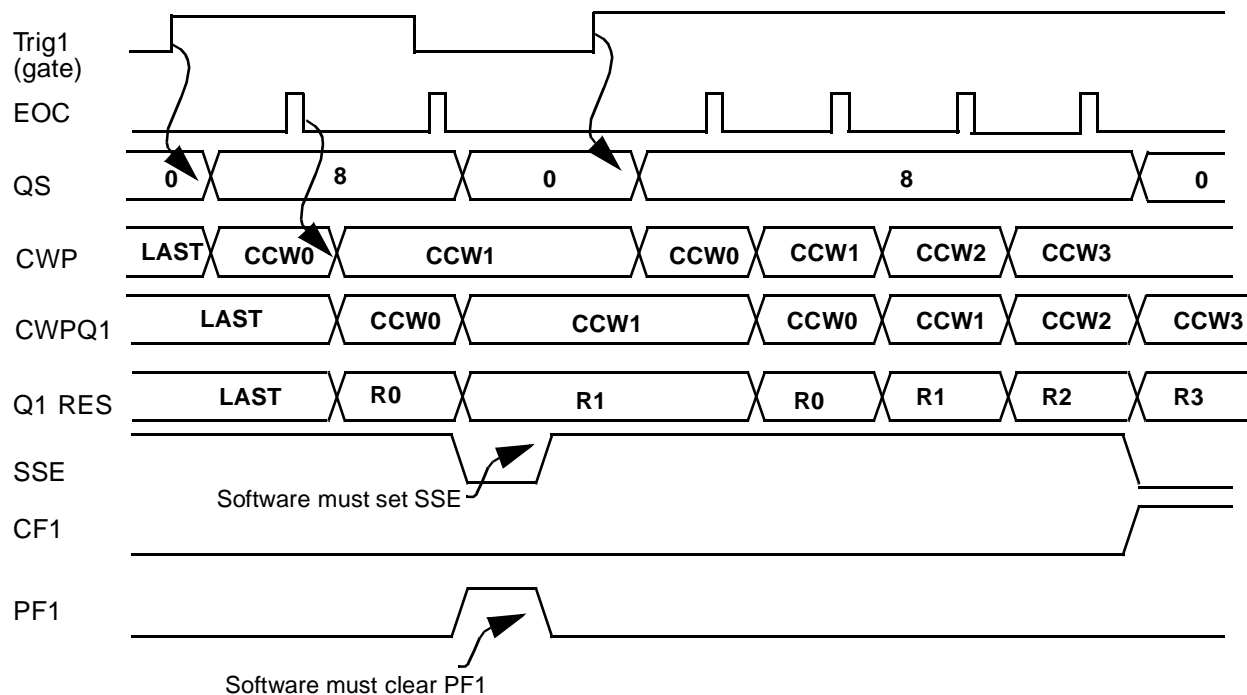 Trig1
(gate)
EOC
QS 0 8 0 8 0
CWP LAST CCW0 CCW1 CCW0 CCW1 CCW2 CCW3
CWPQ1 LAST CCW0 CCW1 CCW0 CCW1 CCW2 CCW3
Q1 RES LAST R0 R1 R0 R1 R2 R3
SSE
Software must set SSE
CF1
PF1
Software must clear PF1